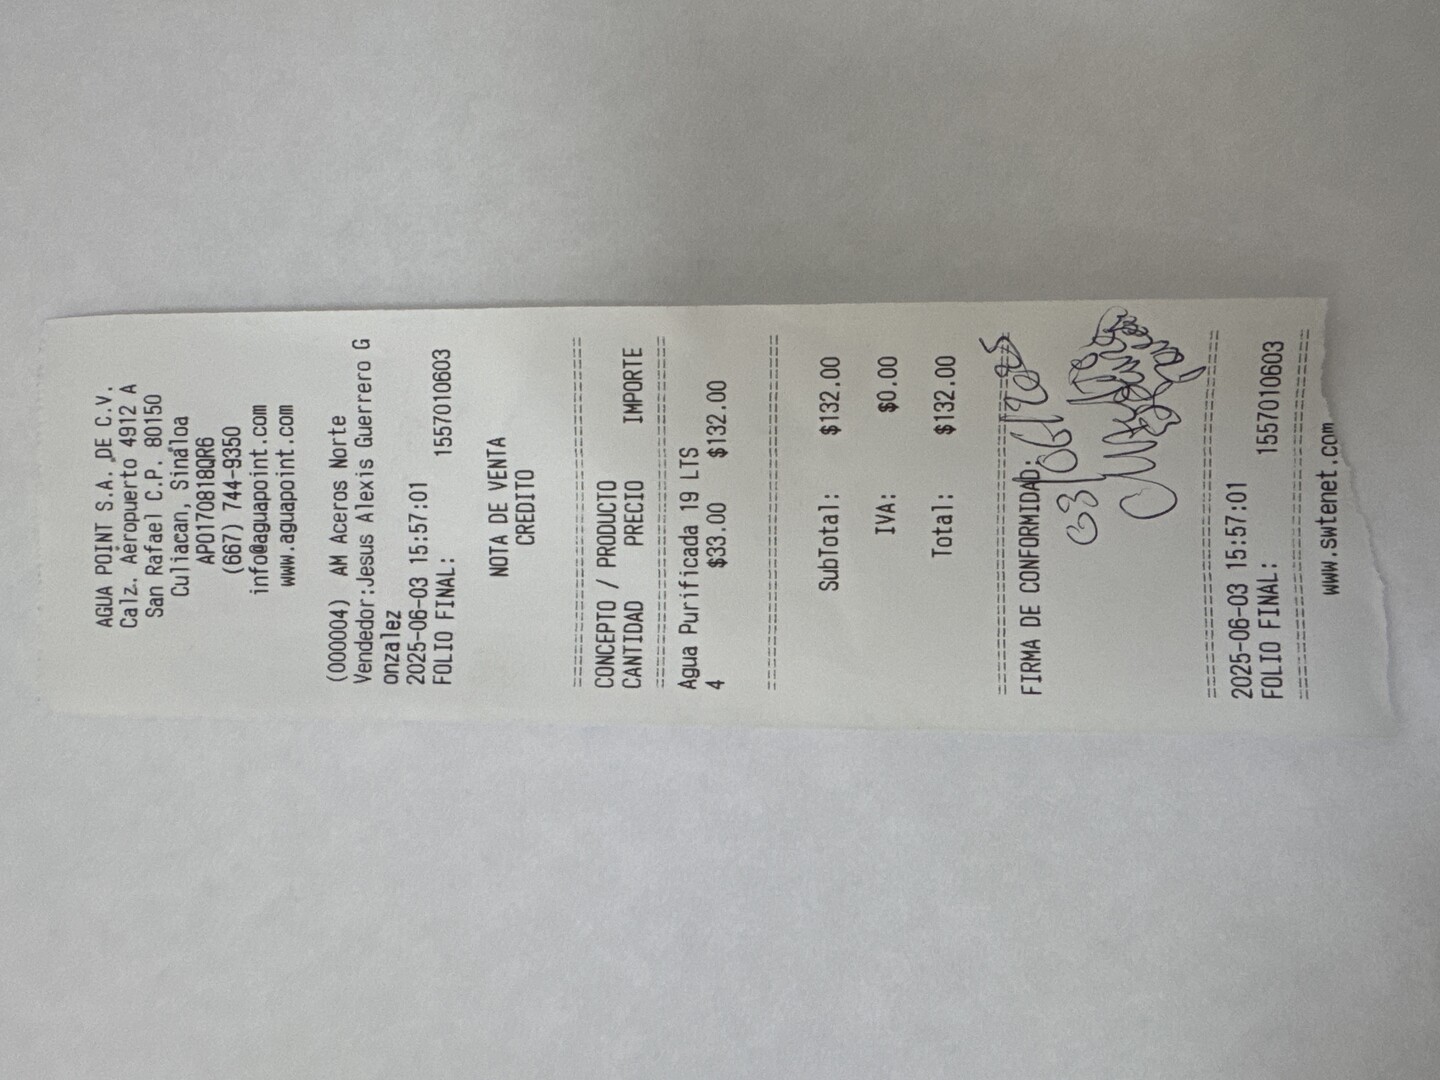 AGUA POINT S.A. DE C.V.
Calz. Aeropuerto 4912 A
San Rafael C.P. 80150
Culiacan, Sinaloa
APO170818QR6
(667) 744-9350
info@aguapoint.com
www.aguapoint.com
(000004) AM Aceros Norte
Vendedor:Jesus Alexis Guerrero G
onzalez
2025-06-03 15:57:01
FOLIO FINAL: 1557010603
NOTA DE VENTA
CREDITO
================================
CONCEPTO / PRODUCTO
CANTIDAD PRECIO IMPORTE
================================
Agua Purificada 19 LTS
4 $33.00 $132.00
================================
SubTotal: $132.00
IVA: $0.00
Total: $132.00
================================
FIRMA DE CONFORMIDAD:
03/06/2025
================================
2025-06-03 15:57:01
FOLIO FINAL: 1557010603
================================
www.swtenet.com